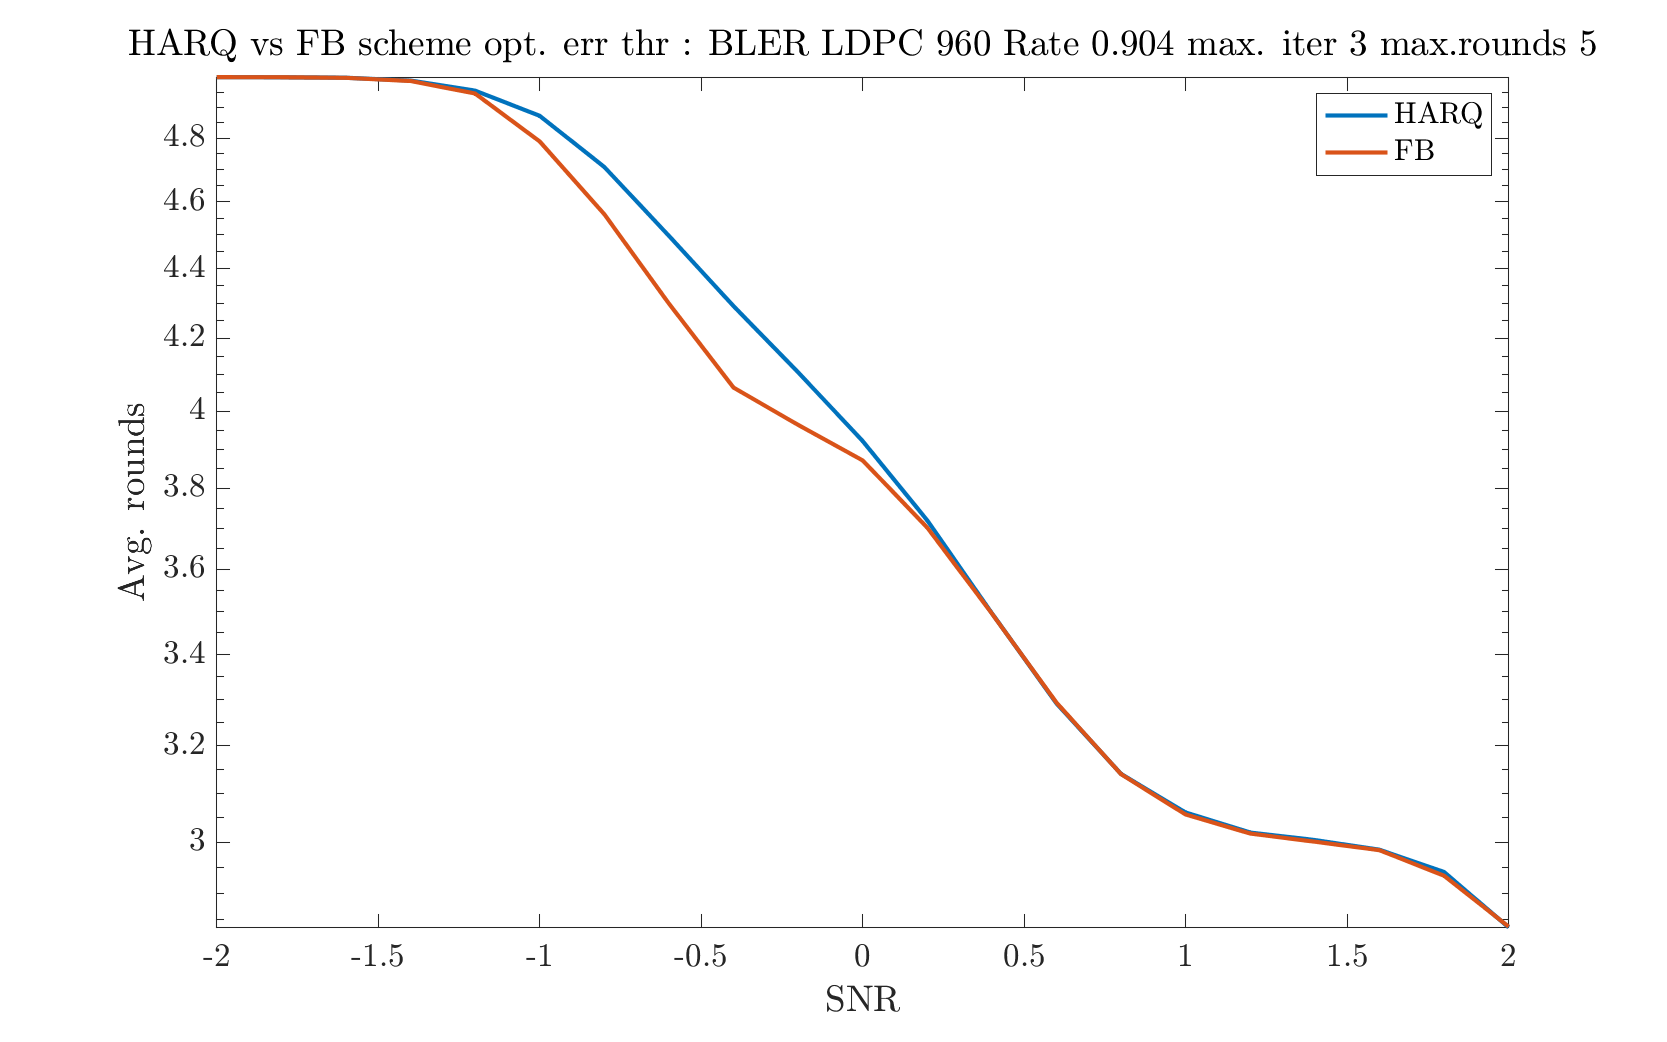 HARQ vs FB scheme opt. err thr : BLER LDPC 960 Rate 0.904 max. iter 3 max.rounds 5
HARQ
FB
4.8
4.6
4.4
4.2
4
3.8
3.6
3.4
3.2
3
Avg. rounds
-2 -1.5 -1 -0.5 0 0.5 1 1.5 2
SNR